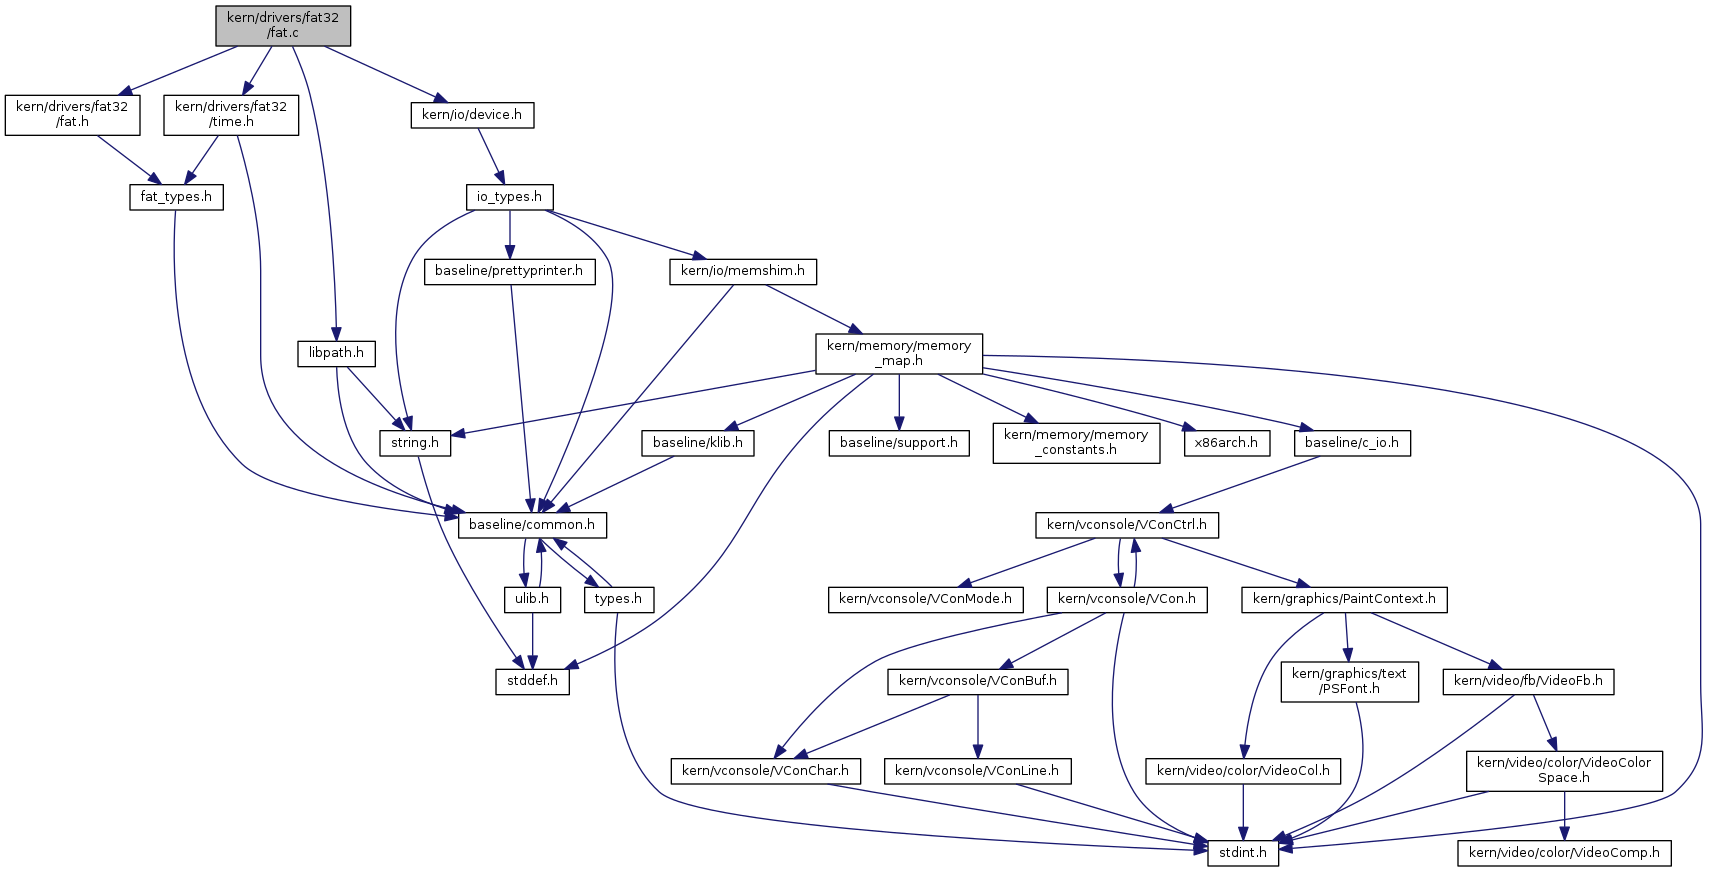 kern/drivers/fat32
/fat.c
kern/drivers/fat32
/fat.h
kern/drivers/fat32
/time.h
kern/io/device.h
fat_types.h
io_types.h
baseline/prettyprinter.h
kern/io/memshim.h
libpath.h
kern/memory/memory
_map.h
string.h
baseline/klib.h
baseline/support.h
kern/memory/memory
_constants.h
x86arch.h
baseline/c_io.h
baseline/common.h
kern/vconsole/VConCtrl.h
ulib.h
types.h
kern/vconsole/VConMode.h
kern/vconsole/VCon.h
kern/graphics/PaintContext.h
stddef.h
kern/vconsole/VConBuf.h
kern/graphics/text
/PSFont.h
kern/video/fb/VideoFb.h
kern/vconsole/VConChar.h
kern/vconsole/VConLine.h
kern/video/color/VideoCol.h
kern/video/color/VideoColor
Space.h
stdint.h
kern/video/color/VideoComp.h